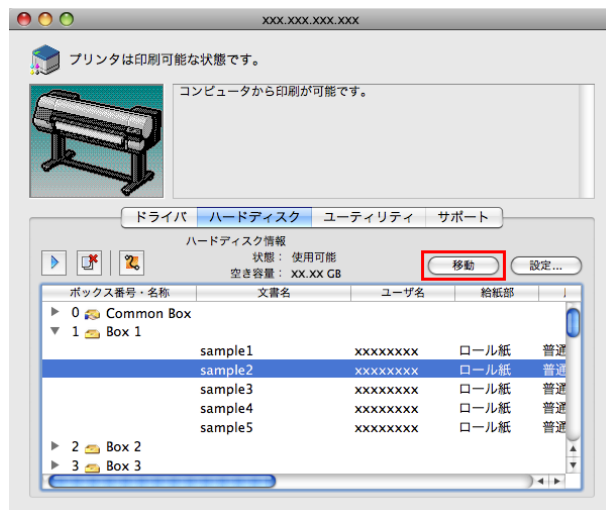 xxx.xxx.xxx.xxx
プリンタは印刷可能な状態です。
コンピュータから印刷が可能です。
ドライバ ハードディスク ユーティリティ サポート
ハードディスク情報
状態： 使用可能
空き容量： XX.XX GB
移動 設定...
ボックス番号・名称 文書名 ユーザ名 給紙部
0 Common Box
1 Box 1
sample1 xxxxxxxx ロール紙 普通
sample2 xxxxxxxx ロール紙 普通
sample3 xxxxxxxx ロール紙 普通
sample4 xxxxxxxx ロール紙 普通
sample5 xxxxxxxx ロール紙 普通
2 Box 2
3 Box 3